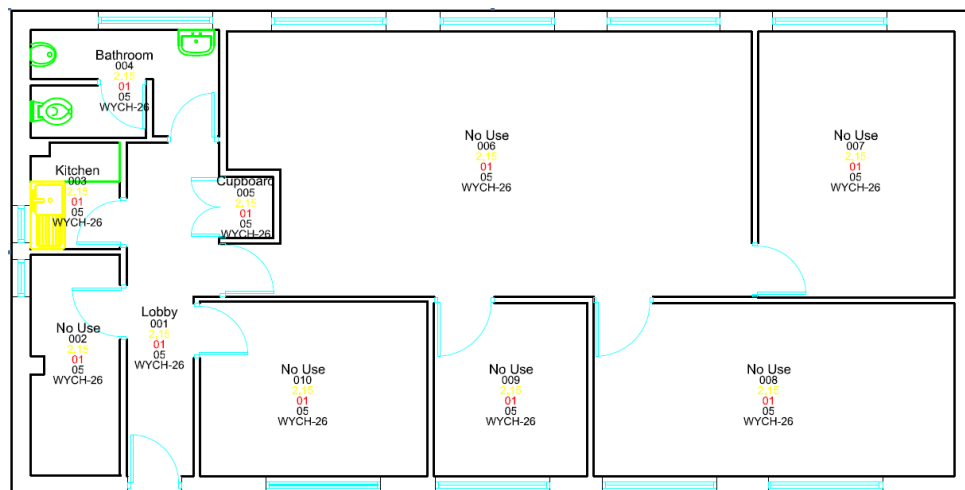 Bathroom
004
2.15
01
05
WYCH-26
Kitchen
003
2.15
01
05
WYCH-26
Cupboard
005
2.15
01
05
WYCH-26
No Use
006
2.15
01
05
WYCH-26
No Use
007
2.15
01
05
WYCH-26
No Use
002
2.15
01
05
WYCH-26
Lobby
001
2.15
01
05
WYCH-26
No Use
010
2.15
01
05
WYCH-26
No Use
009
2.15
01
05
WYCH-26
No Use
008
2.15
01
05
WYCH-26